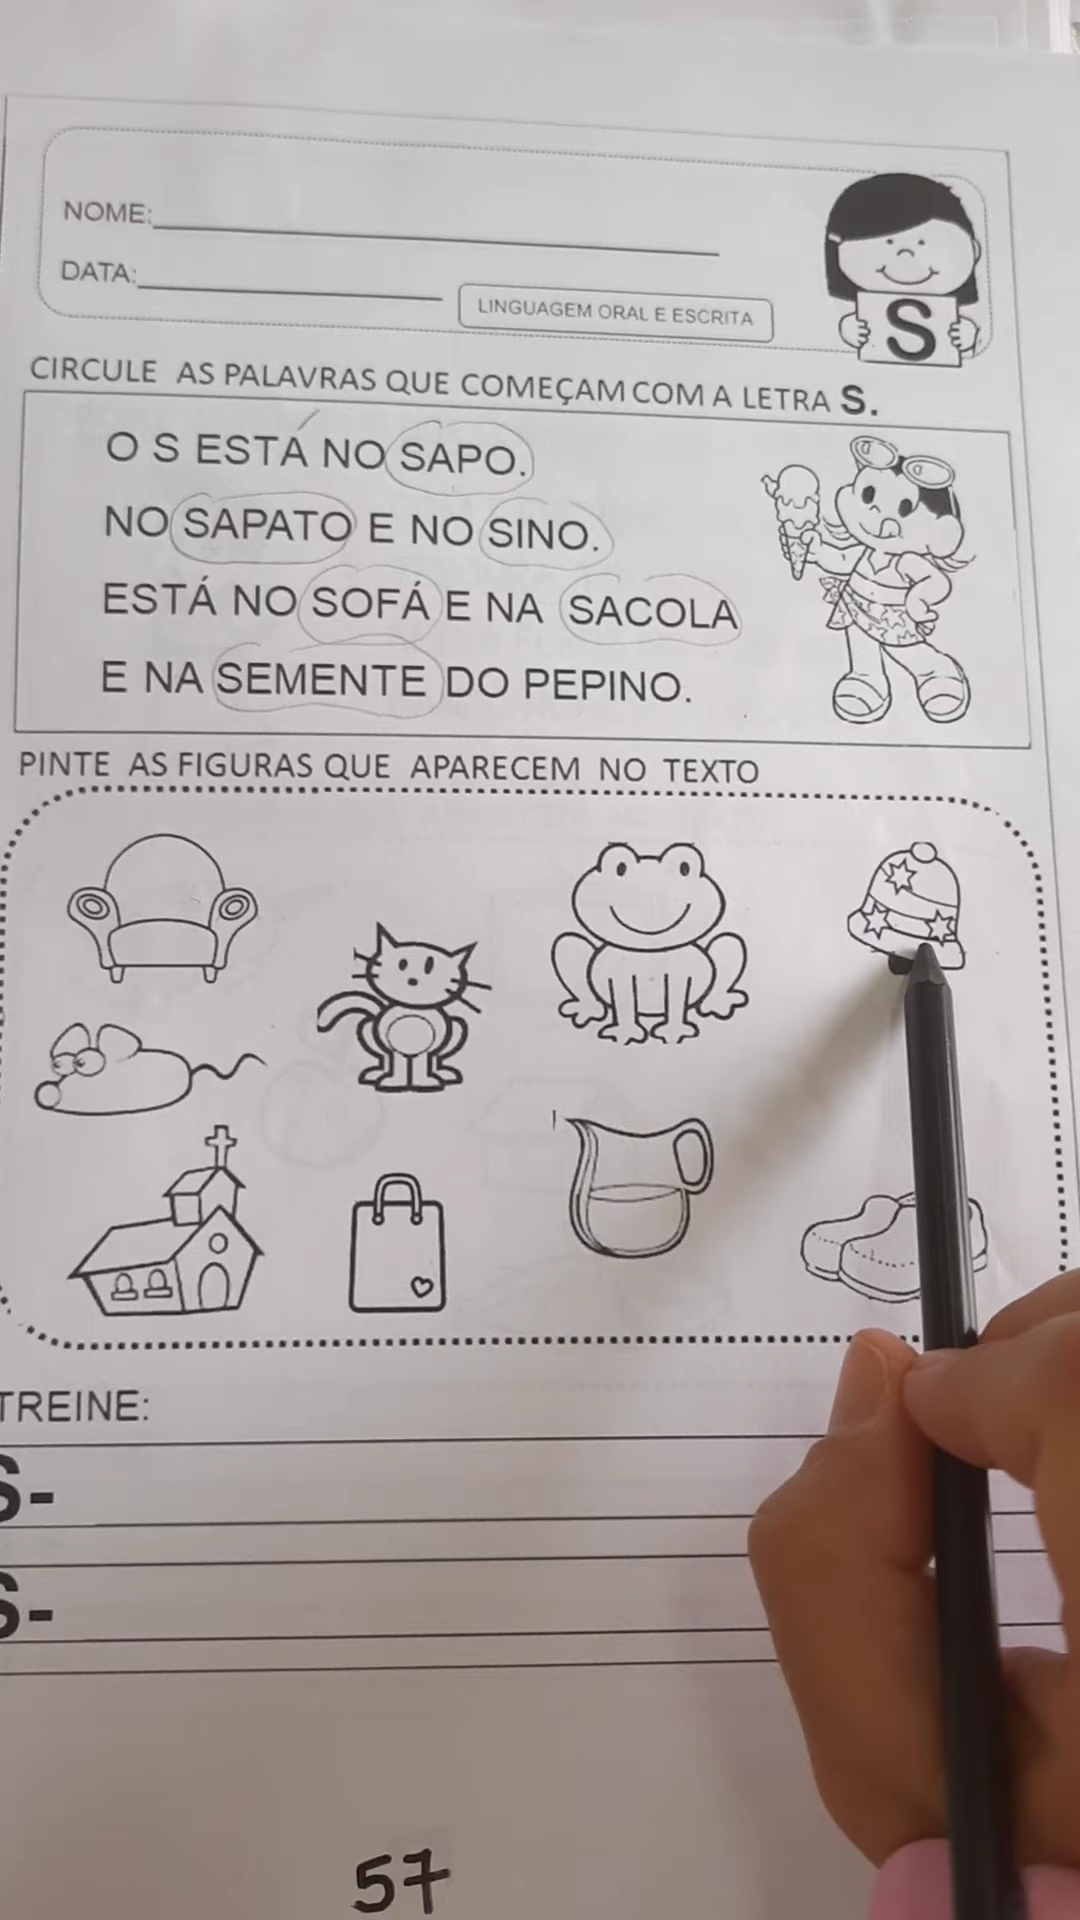 NOME:
DATA:
LINGUAGEM ORAL E ESCRITA
S
CIRCULE AS PALAVRAS QUE COMEÇAM COM A LETRA S.
O S ESTÁ NO SAPO.
NO SAPATO E NO SINO.
ESTÁ NO SOFÁ E NA SACOLA
E NA SEMENTE DO PEPINO.
PINTE AS FIGURAS QUE APARECEM NO TEXTO
TREINE:
S-
S-
57